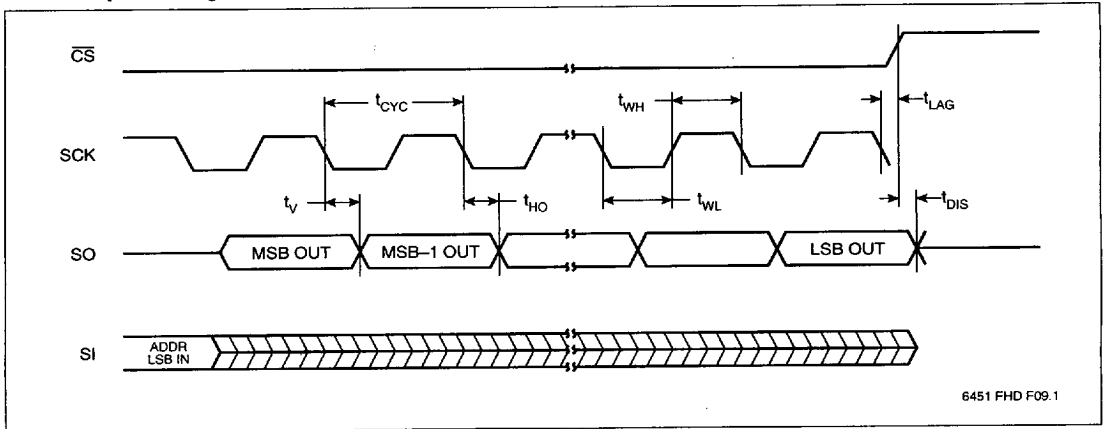 CS
tCYC
tWH
tLAG
SCK
tV
tHO
tWL
tDIS
SO
MSB OUT
MSB–1 OUT
LSB OUT
SI
ADDR
LSB IN
6451 FHD F09.1